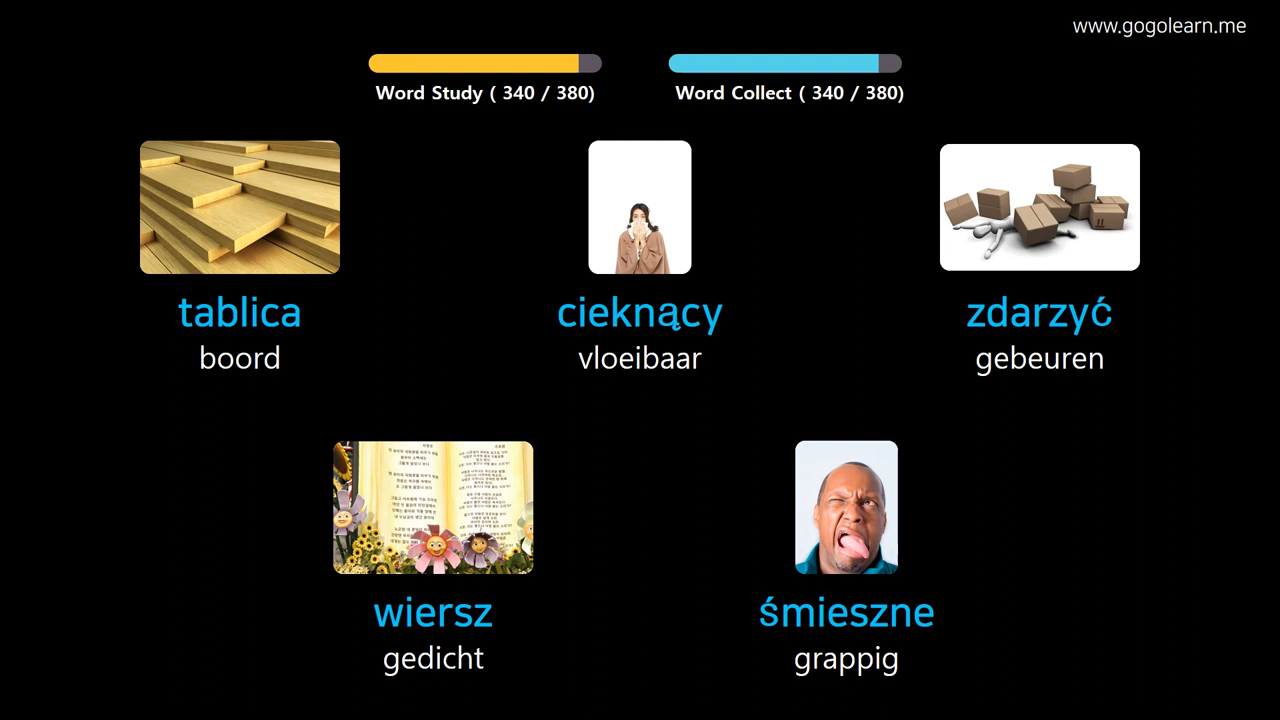 www.gogolearn.me
Word Study ( 340 / 380)
Word Collect ( 340 / 380)
tablica
boord
cieknący
vloeibaar
zdarzyć
gebeuren
wiersz
gedicht
śmieszne
grappig